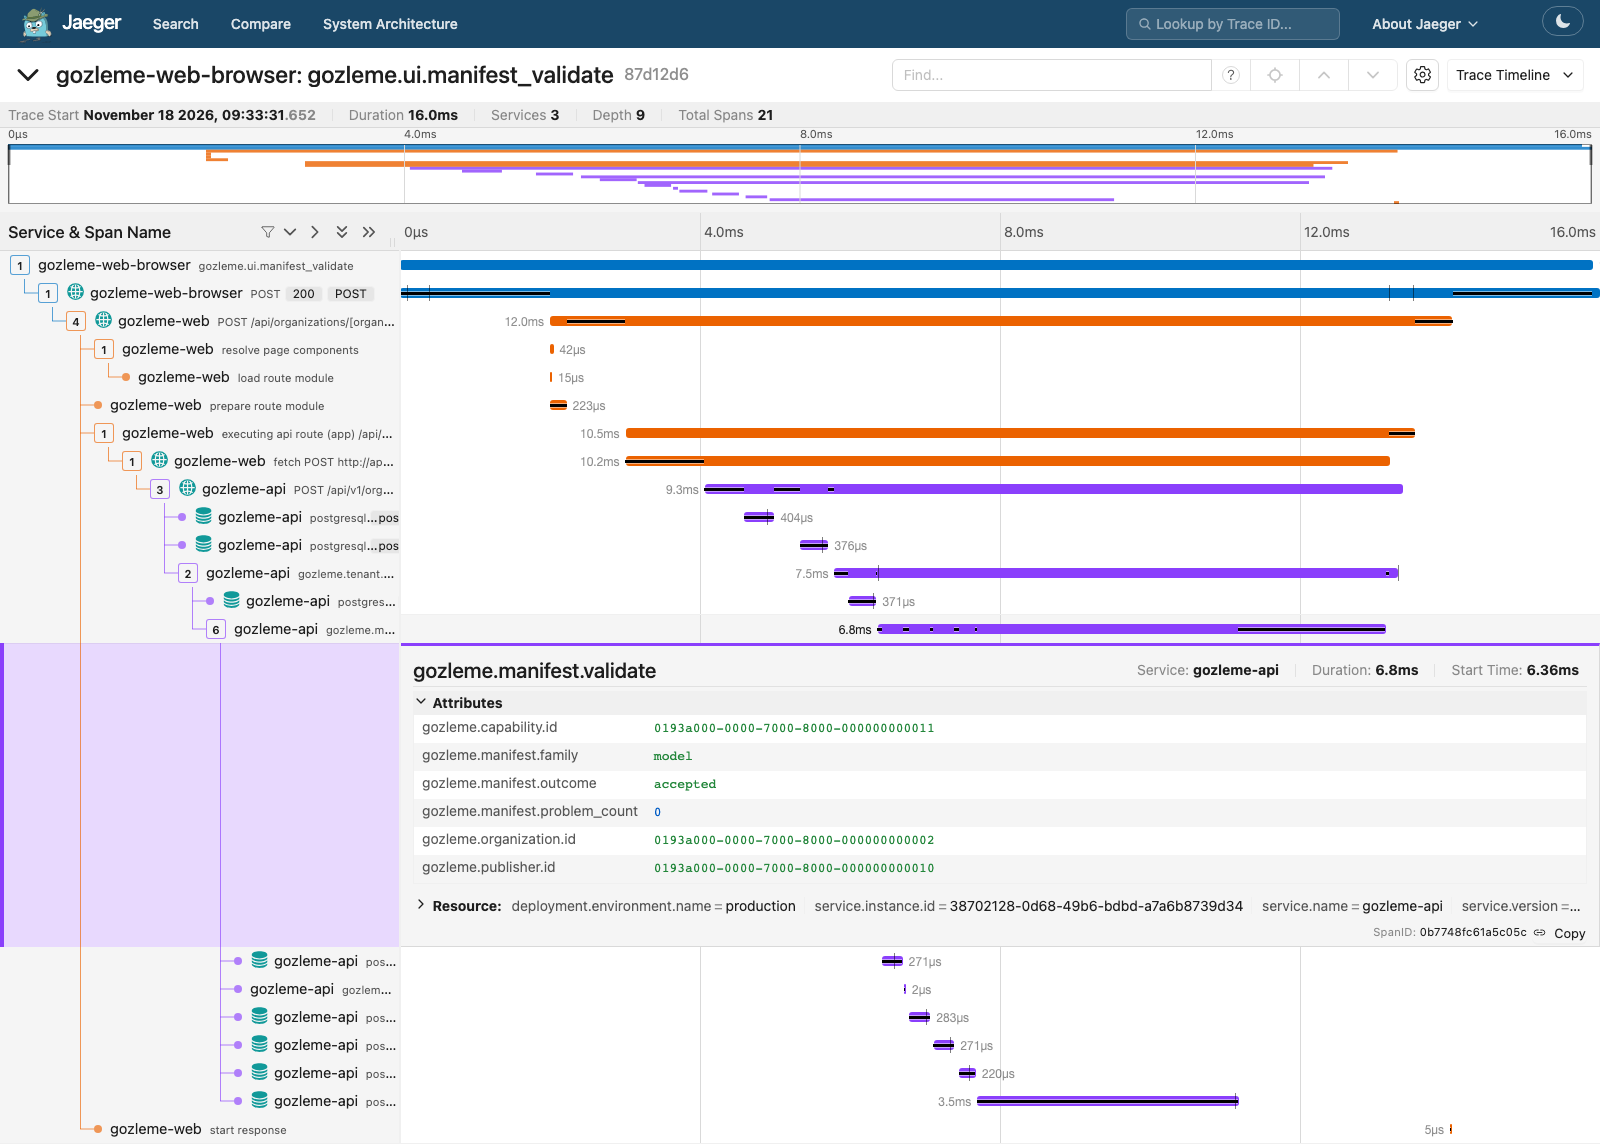 Jaeger Search Compare System Architecture Lookup by Trace ID... About Jaeger
gozleme-web-browser: gozleme.ui.manifest_validate 87d12d6 Find... ? Trace Timeline
Trace Start November 18 2026, 09:33:31.652 Duration 16.0ms Services 3 Depth 9 Total Spans 21
0μs 4.0ms 8.0ms 12.0ms 16.0ms
Service & Span Name 0μs 4.0ms 8.0ms 12.0ms 16.0ms
1 gozleme-web-browser gozleme.ui.manifest_validate
1 gozleme-web-browser POST 200 POST
4 gozleme-web POST /api/organizations/[organ... 12.0ms
1 gozleme-web resolve page components 42μs
gozleme-web load route module 15μs
gozleme-web prepare route module 223μs
1 gozleme-web executing api route (app) /api/... 10.5ms
1 gozleme-web fetch POST http://ap... 10.2ms
3 gozleme-api POST /api/v1/org... 9.3ms
gozleme-api postgresql...pos 404μs
gozleme-api postgresql...pos 376μs
2 gozleme-api gozleme.tenant.... 7.5ms
gozleme-api postgres... 371μs
6 gozleme-api gozleme.m... 6.8ms
gozleme.manifest.validate Service: gozleme-api Duration: 6.8ms Start Time: 6.36ms
Attributes
gozleme.capability.id 0193a000-0000-7000-8000-000000000011
gozleme.manifest.family model
gozleme.manifest.outcome accepted
gozleme.manifest.problem_count 0
gozleme.organization.id 0193a000-0000-7000-8000-000000000002
gozleme.publisher.id 0193a000-0000-7000-8000-000000000010
Resource: deployment.environment.name = production service.instance.id = 38702128-0d68-49b6-bdbd-a7a6b8739d34 service.name = gozleme-api service.version =...
SpanID: 0b7748fc61a5c05c Copy
gozleme-api pos... 271μs
gozleme-api gozlem... 2μs
gozleme-api pos... 283μs
gozleme-api pos... 271μs
gozleme-api pos... 220μs
gozleme-api pos... 3.5ms
gozleme-web start response 5μs